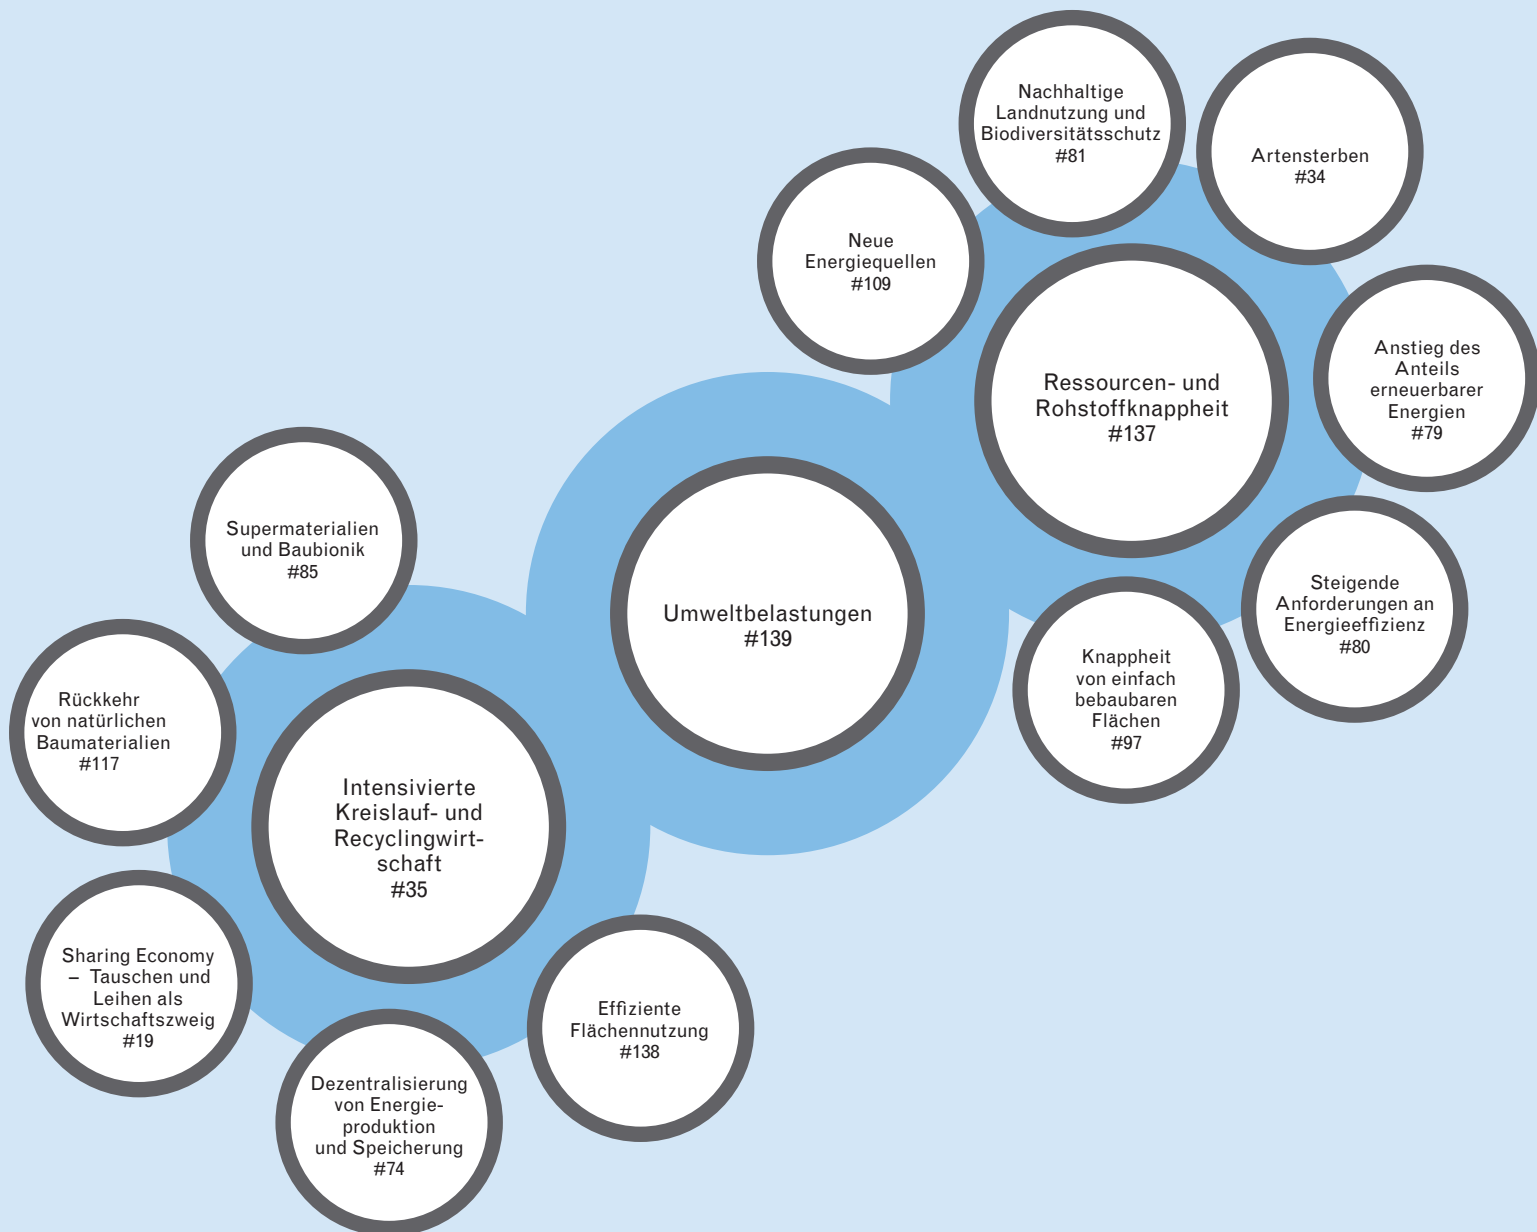 Nachhaltige
Landnutzung und
Biodiversitätsschutz
#81
Artensterben
#34
Neue
Energiequellen
#109
Anstieg des
Anteils
erneuerbarer
Energien
#79
Ressourcen- und
Rohstoffknappheit
#137
Supermaterialien
und Baubionik
#85
Umweltbelastungen
#139
Steigende
Anforderungen an
Energieeffizienz
#80
Knappheit
von einfach
bebaubaren
Flächen
#97
Rückkehr
von natürlichen
Baumaterialien
#117
Intensivierte
Kreislauf- und
Recyclingwirt-
schaft
#35
Sharing Economy
– Tauschen und
Leihen als
Wirtschaftszweig
#19
Effiziente
Flächennutzung
#138
Dezentralisierung
von Energie-
produktion
und Speicherung
#74